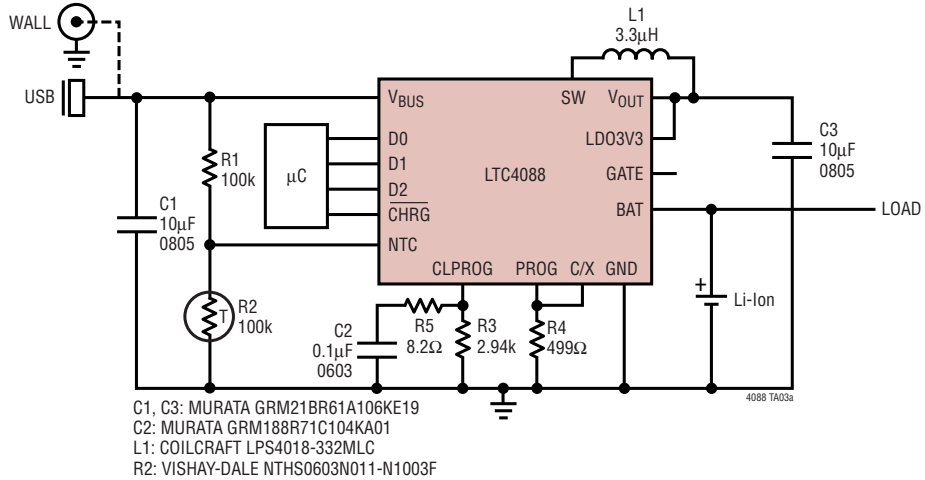 WALL
USB
L1
3.3µH
VBUS
SW
VOUT
D0
D1
D2
CHRG
µC
LDO3V3
LTC4088
GATE
BAT
NTC
CLPROG
PROG
C/X
GND
R1
100k
C1
10µF
0805
T
R2
100k
C2
0.1µF
0603
R5
8.2Ω
R3
2.94k
R4
499Ω
C3
10µF
0805
LOAD
+
Li-Ion
4088 TA03a
C1, C3: MURATA GRM21BR61A106KE19
C2: MURATA GRM188R71C104KA01
L1: COILCRAFT LPS4018-332MLC
R2: VISHAY-DALE NTHS0603N011-N1003F